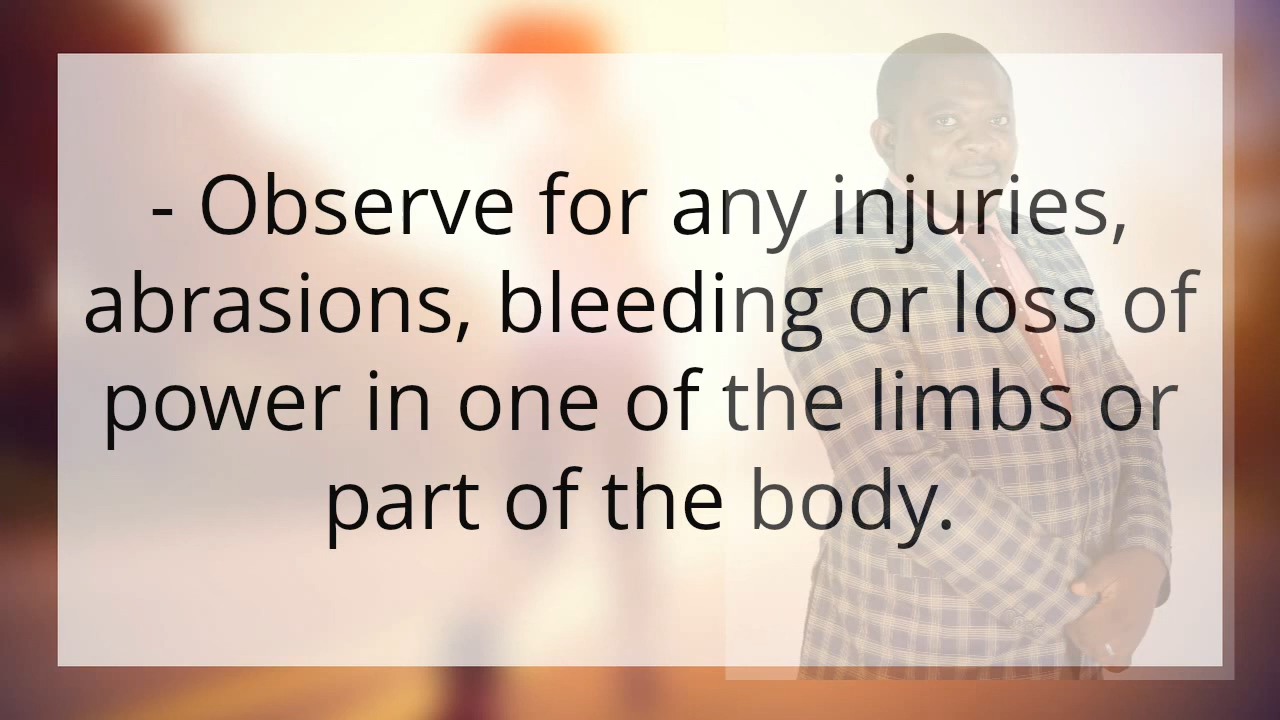 - Observe for any injuries,
abrasions, bleeding or loss of
power in one of the limbs or
part of the body.